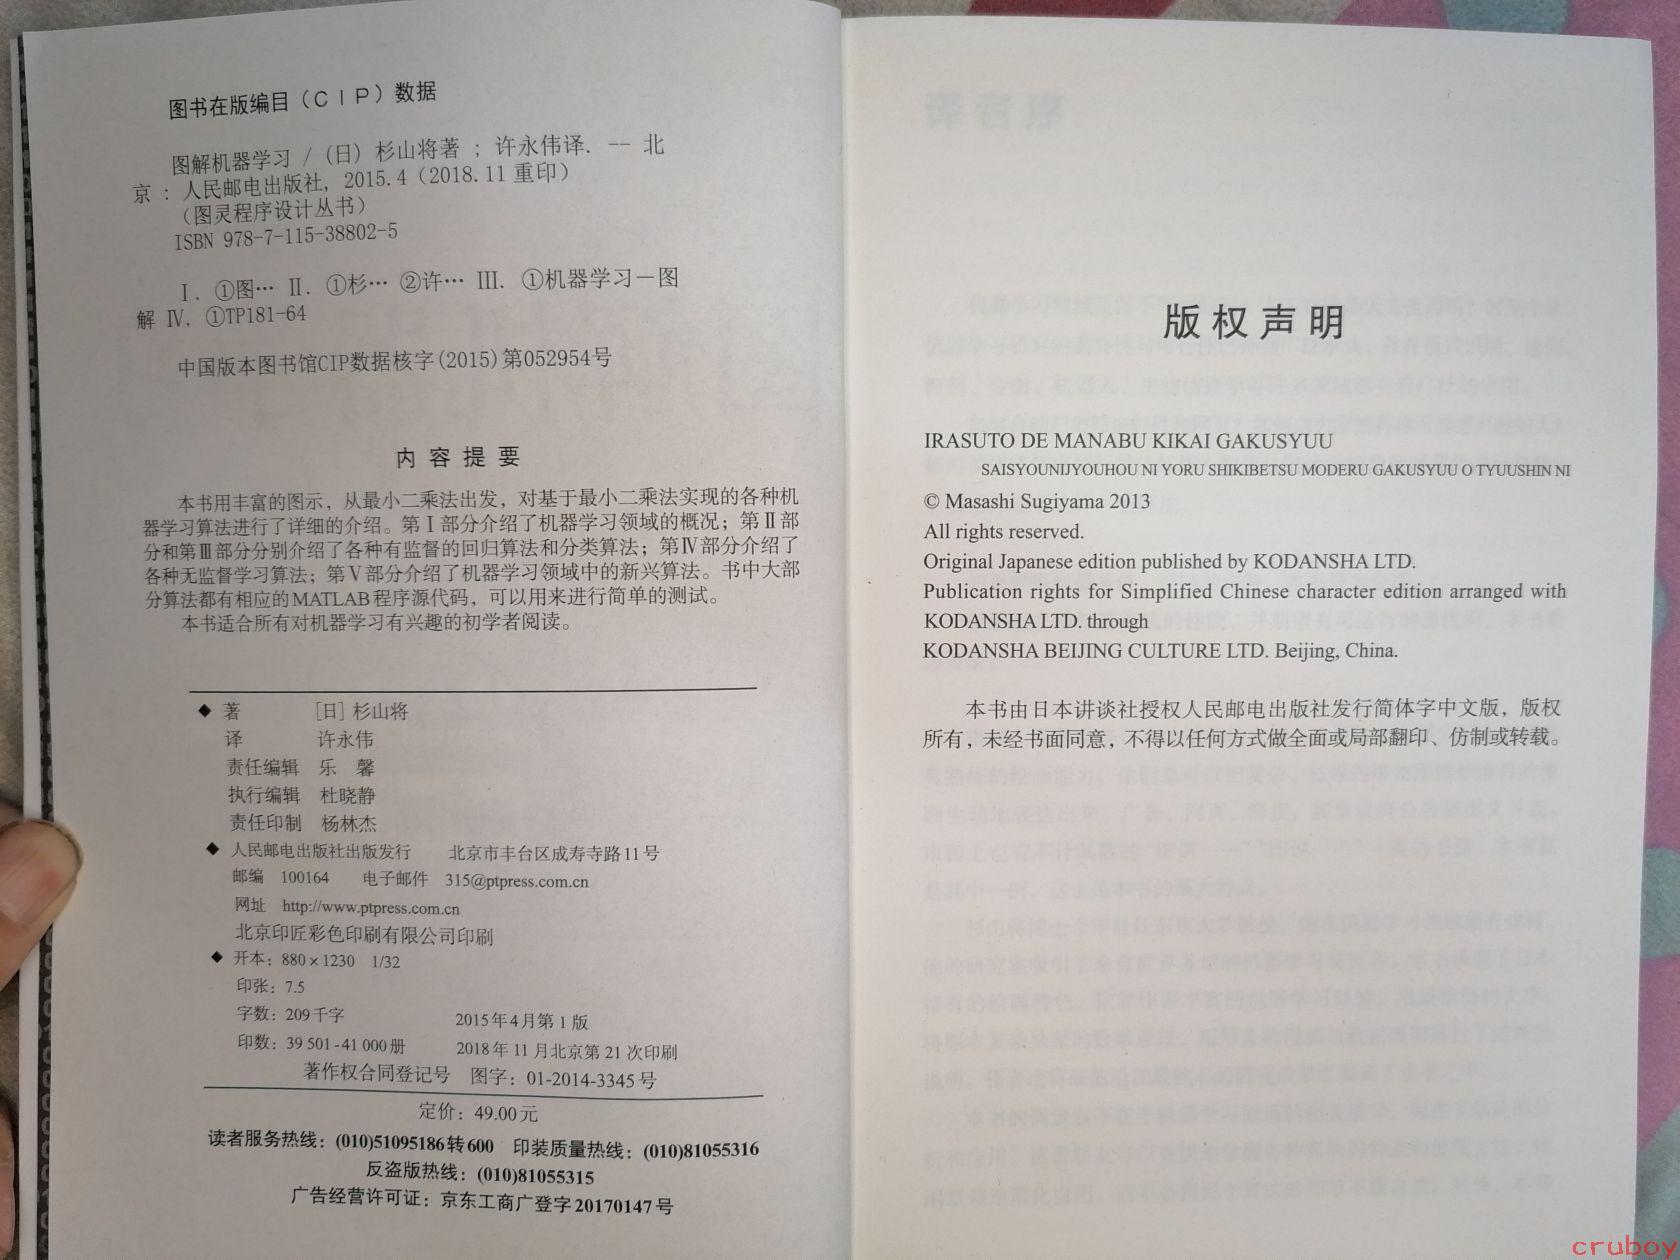 图书在版编目（CIP）数据
图解机器学习 /（日）杉山将著 ; 许永伟译. -- 北
京 : 人民邮电出版社, 2015.4（2018.11 重印）
（图灵程序设计丛书）
ISBN 978-7-115-38802-5
Ⅰ. ①图… Ⅱ. ①杉… ②许… Ⅲ. ①机器学习－图
解 Ⅳ. ①TP181-64
中国版本图书馆CIP数据核字(2015)第052954号
内 容 提 要
本书用丰富的图示，从最小二乘法出发，对基于最小二乘法实现的各种机
器学习算法进行了详细的介绍。第Ⅰ部分介绍了机器学习领域的概况；第Ⅱ部
分和第Ⅲ部分分别介绍了各种有监督的回归算法和分类算法；第Ⅳ部分介绍了
各种无监督学习算法；第Ⅴ部分介绍了机器学习领域中的新兴算法。书中大部
分算法都有相应的MATLAB程序源代码，可以用来进行简单的测试。
本书适合所有对机器学习有兴趣的初学者阅读。
◆ 著 [日] 杉山将
译 许永伟
责任编辑 乐 馨
执行编辑 杜晓静
责任印制 杨林杰
◆ 人民邮电出版社出版发行 北京市丰台区成寿寺路11号
邮编 100164 电子邮件 315@ptpress.com.cn
网址 http://www.ptpress.com.cn
北京印匠彩色印刷有限公司印刷
◆ 开本：880×1230 1/32
印张：7.5
字数：209千字 2015年4月第1版
印数：39 501-41 000册 2018年11月北京第21次印刷
著作权合同登记号 图字：01-2014-3345号
定价：49.00元
读者服务热线：(010)51095186转600 印装质量热线：(010)81055316
反盗版热线：(010)81055315
广告经营许可证：京东工商广登字20170147号
版权声明
IRASUTO DE MANABU KIKAI GAKUSYUU
SAISYOUNIJYOUHOU NI YORU SHIKIBETSU MODERU GAKUSYUU O TYUUSHIN NI
© Masashi Sugiyama 2013
All rights reserved.
Original Japanese edition published by KODANSHA LTD.
Publication rights for Simplified Chinese character edition arranged with
KODANSHA LTD. through
KODANSHA BEIJING CULTURE LTD. Beijing, China.
本书由日本讲谈社授权人民邮电出版社发行简体字中文版，版权
所有，未经书面同意，不得以任何方式做全面或局部翻印、仿制或转载。
cruboy